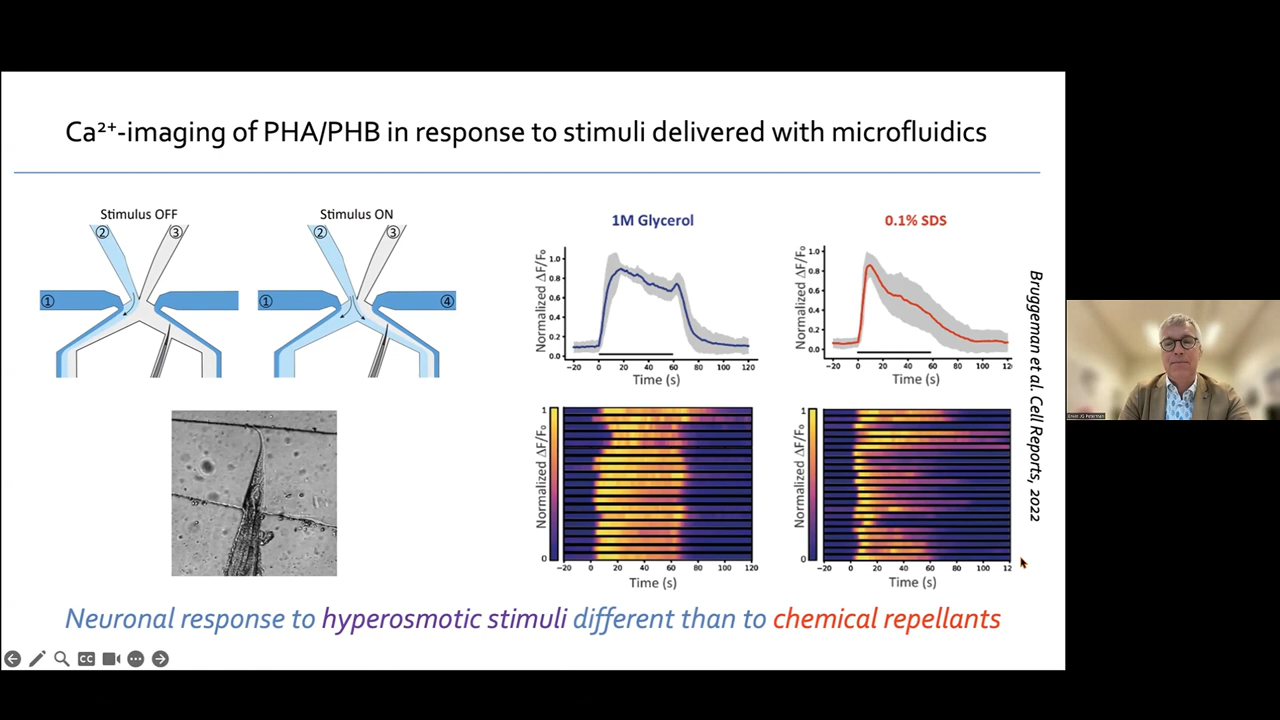 Ca²⁺-imaging of PHA/PHB in response to stimuli delivered with microfluidics
Stimulus OFF
Stimulus ON
② ③
② ③
①
① ④
1M Glycerol
0.1% SDS
Normalized ΔF/F₀
1.0
0.8
0.6
0.4
0.2
0.0
−20 0 20 40 60 80 100 120
Time (s)
Normalized ΔF/F₀
1.0
0.8
0.6
0.4
0.2
0.0
−20 0 20 40 60 80 100 120
Time (s)
Normalized ΔF/F₀
1
0
−20 0 20 40 60 80 100 120
Time (s)
Normalized ΔF/F₀
1
0
−20 0 20 40 60 80 100 12
Time (s)
Bruggeman et al. Cell Reports, 2022
Neuronal response to hyperosmotic stimuli different than to chemical repellants
CC
Erwin JG Peterman